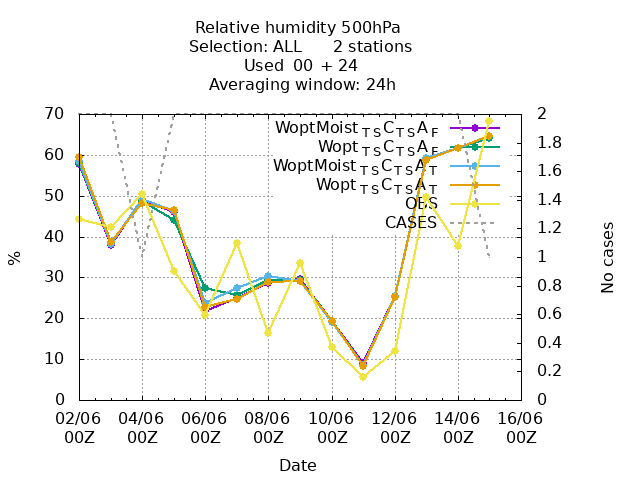 Relative humidity 500hPa
Selection: ALL 2 stations
Used 00 + 24
Averaging window: 24h
70 2
WoptMoist TS C TS A F
1.8
Wopt TS C TS A F
60
1.6
WoptMoist TS C TS A T
50 1.4
Wopt TS C TS A T
OBS
1.2
CASES
40
1
%
No cases
30
0.8
20 0.6
0.4
10
0.2
0 0
02/06 04/06 06/06 08/06 10/06 12/06 14/06 16/06
00Z 00Z 00Z 00Z 00Z 00Z 00Z 00Z
Date